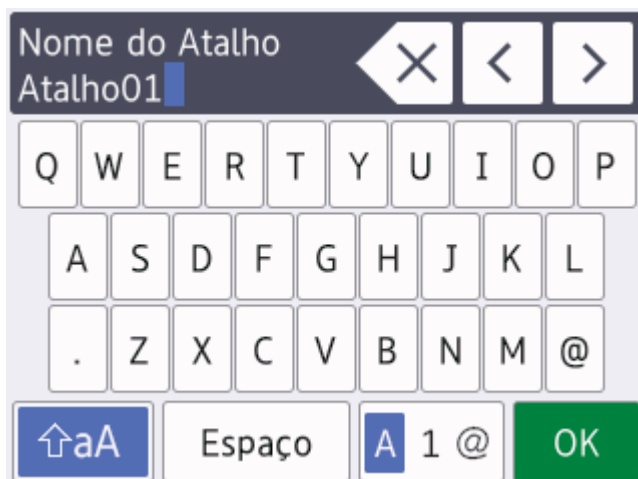 Nome do Atalho
Atalho01
Q W E R T Y U I O P
A S D F G H J K L
. Z X C V B N M @
aA Espaço A 1 @ OK